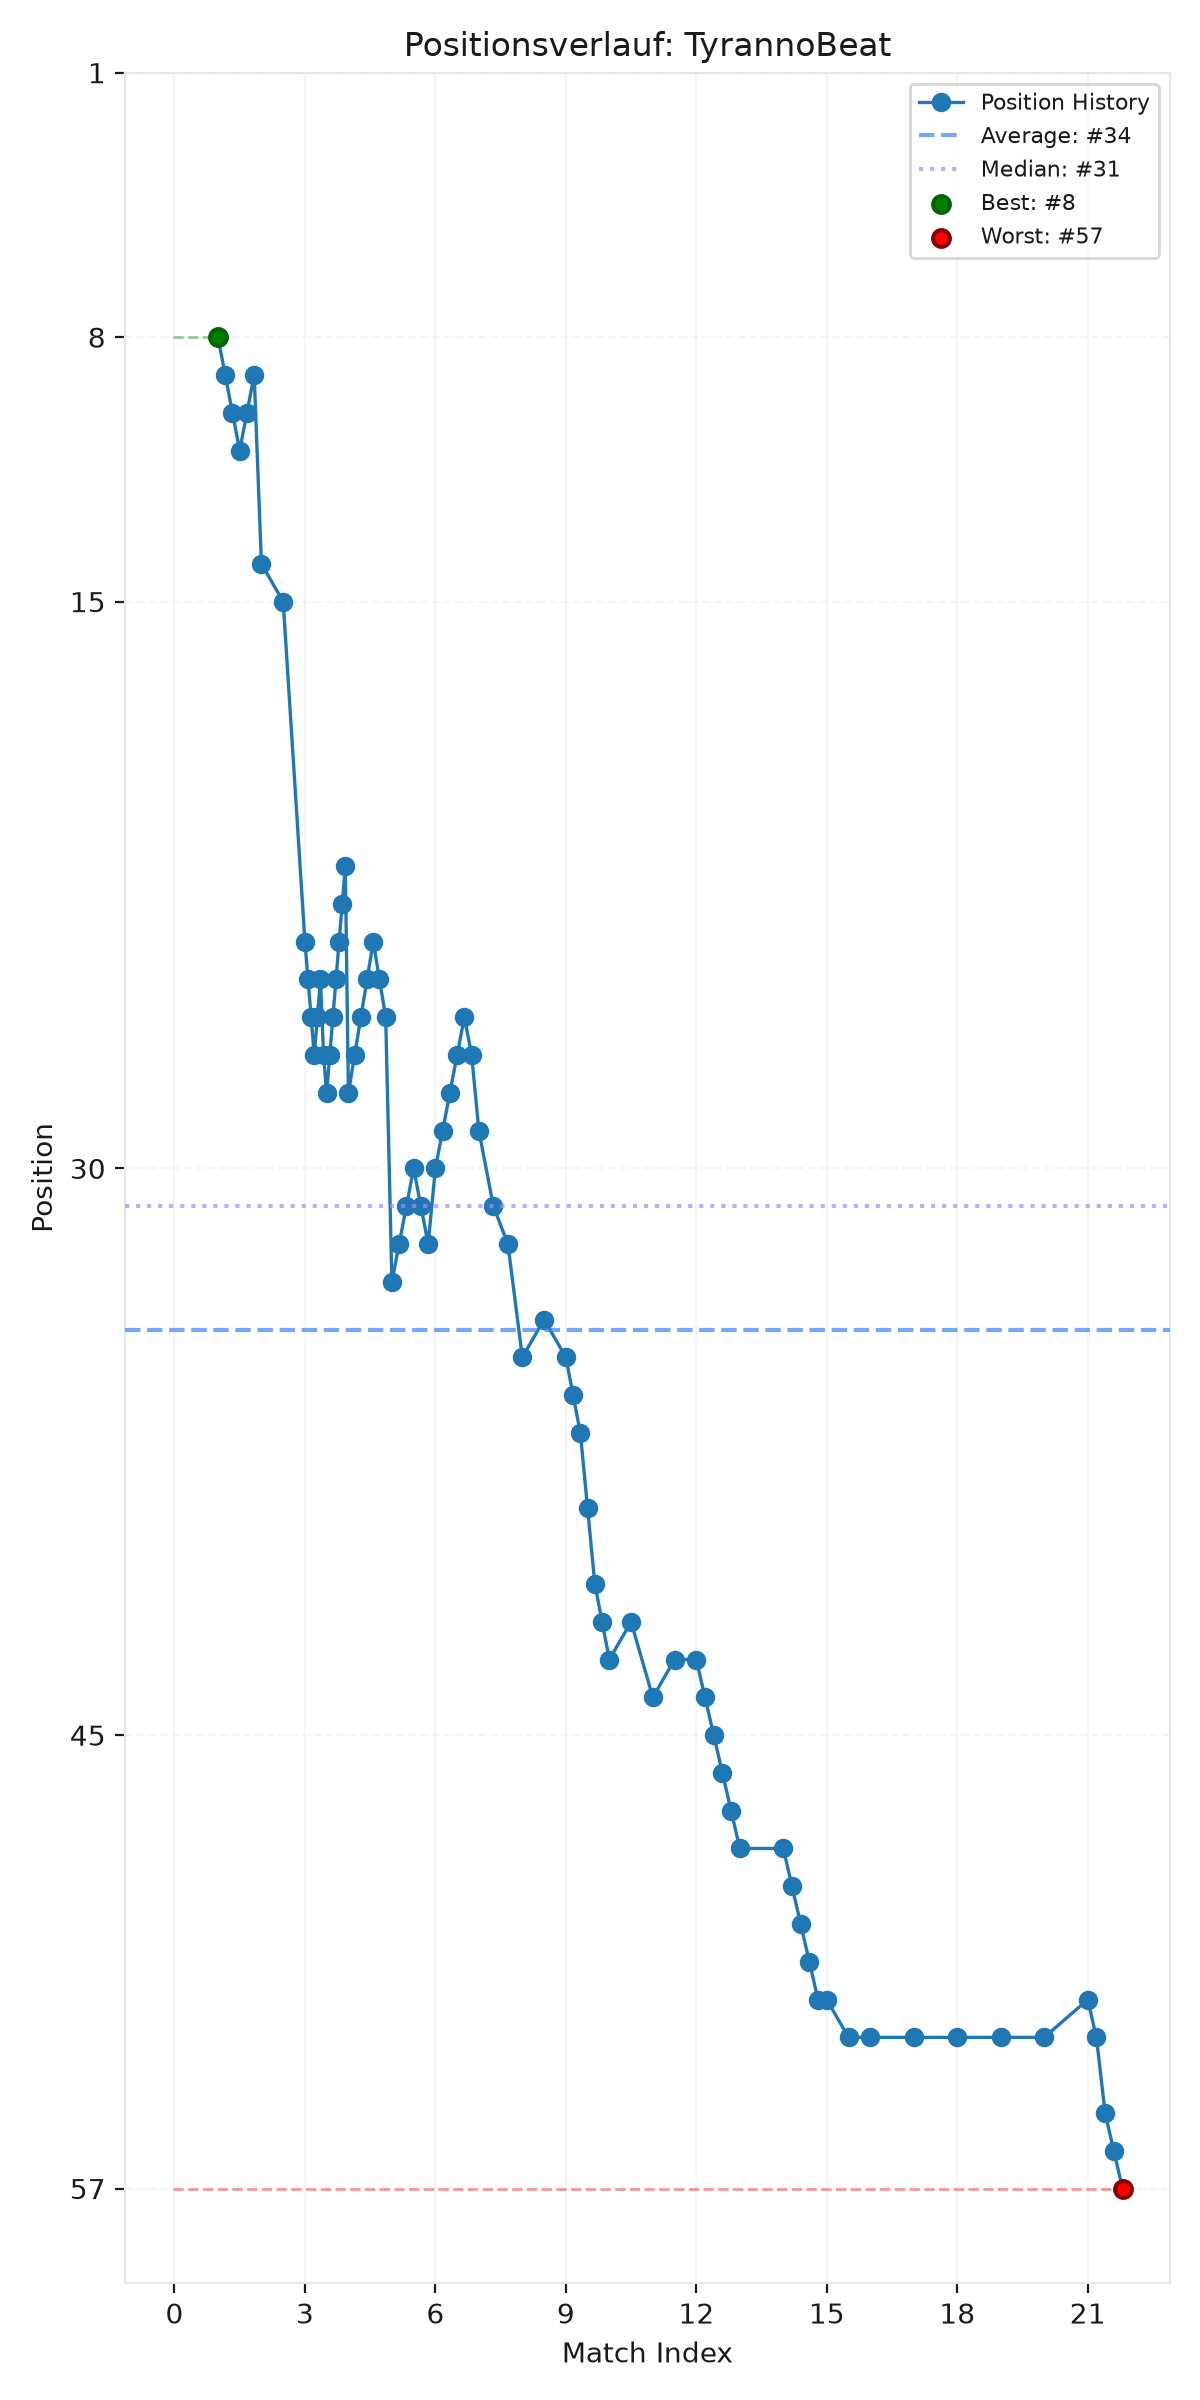 Positionsverlauf: TyrannoBeat
Position History
Average: #34
Median: #31
Best: #8
Worst: #57
1
8
15
30
45
57
Position
0 3 6 9 12 15 18 21
Match Index